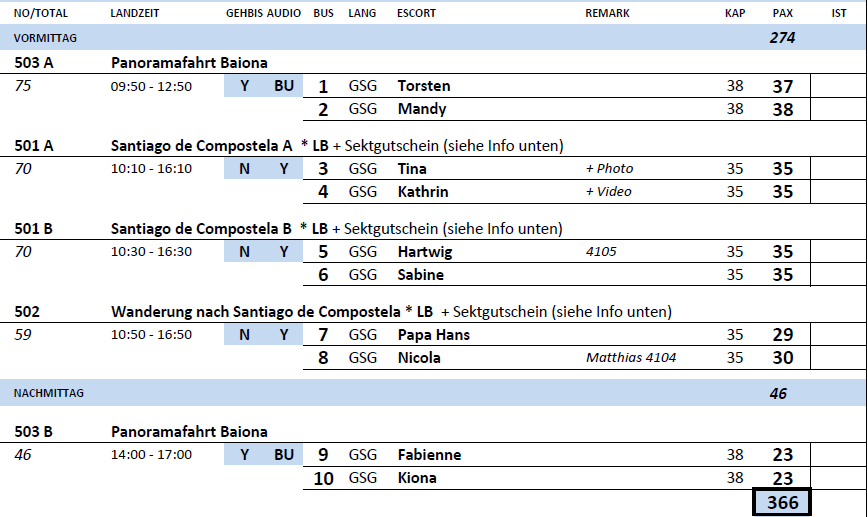 NO/TOTAL LANDZEIT GEHBIS AUDIO BUS LANG ESCORT REMARK KAP PAX IST
VORMITTAG 274
503 A Panoramafahrt Baiona
75 09:50 - 12:50 Y BU 1 GSG Torsten 38 37
2 GSG Mandy 38 38
501 A Santiago de Compostela A * LB + Sektgutschein (siehe Info unten)
70 10:10 - 16:10 N Y 3 GSG Tina + Photo 35 35
4 GSG Kathrin + Video 35 35
501 B Santiago de Compostela B * LB + Sektgutschein (siehe Info unten)
70 10:30 - 16:30 N Y 5 GSG Hartwig 4105 35 35
6 GSG Sabine 35 35
502 Wanderung nach Santiago de Compostela * LB + Sektgutschein (siehe Info unten)
59 10:50 - 16:50 N Y 7 GSG Papa Hans 35 29
8 GSG Nicola Matthias 4104 35 30
NACHMITTAG 46
503 B Panoramafahrt Baiona
46 14:00 - 17:00 Y BU 9 GSG Fabienne 38 23
10 GSG Kiona 38 23
366